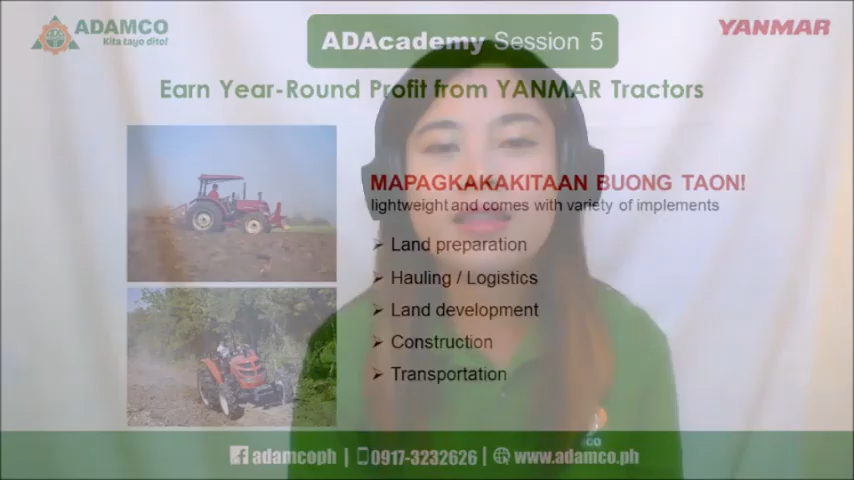 ADAMCO
Kita tayo dito!
ADAcademy Session 5
YANMAR
Earn Year-Round Profit from YANMAR Tractors
MAPAGKAKAKITAAN BUONG TAON!
lightweight and comes with variety of implements
➢ Land preparation
➢ Hauling / Logistics
➢ Land development
➢ Construction
➢ Transportation
adamcoph | 0917-3232626 | www.adamco.ph